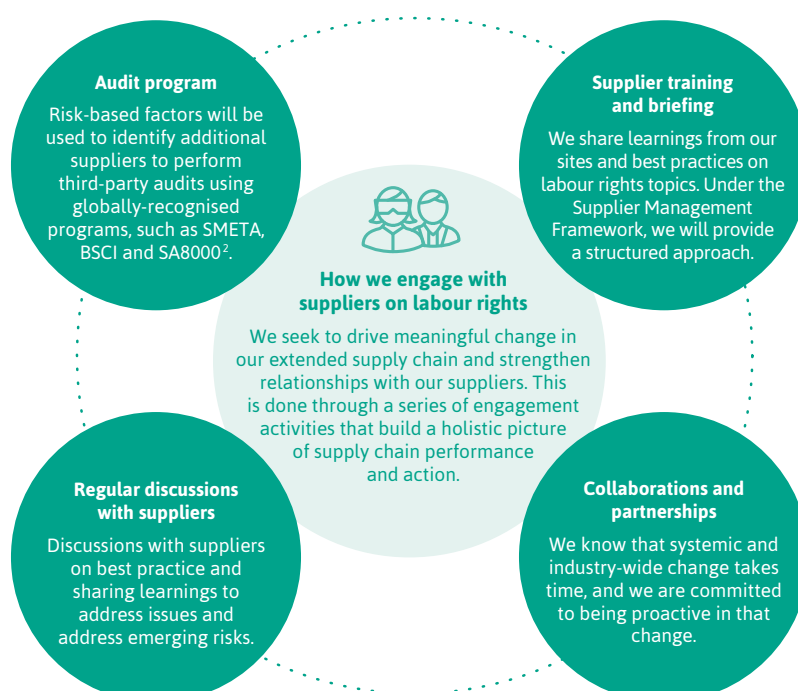 Audit program
Risk-based factors will be
used to identify additional
suppliers to perform
third-party audits using
globally-recognised
programs, such as SMETA,
BSCI and SA8000².
Supplier training
and briefing
We share learnings from our
sites and best practices on
labour rights topics. Under the
Supplier Management
Framework, we will provide
a structured approach.
How we engage with
suppliers on labour rights
We seek to drive meaningful change in
our extended supply chain and strengthen
relationships with our suppliers. This
is done through a series of engagement
activities that build a holistic picture
of supply chain performance
and action.
Regular discussions
with suppliers
Discussions with suppliers
on best practice and
sharing learnings to
address issues and
address emerging risks.
Collaborations and
partnerships
We know that systemic and
industry-wide change takes
time, and we are committed
to being proactive in that
change.